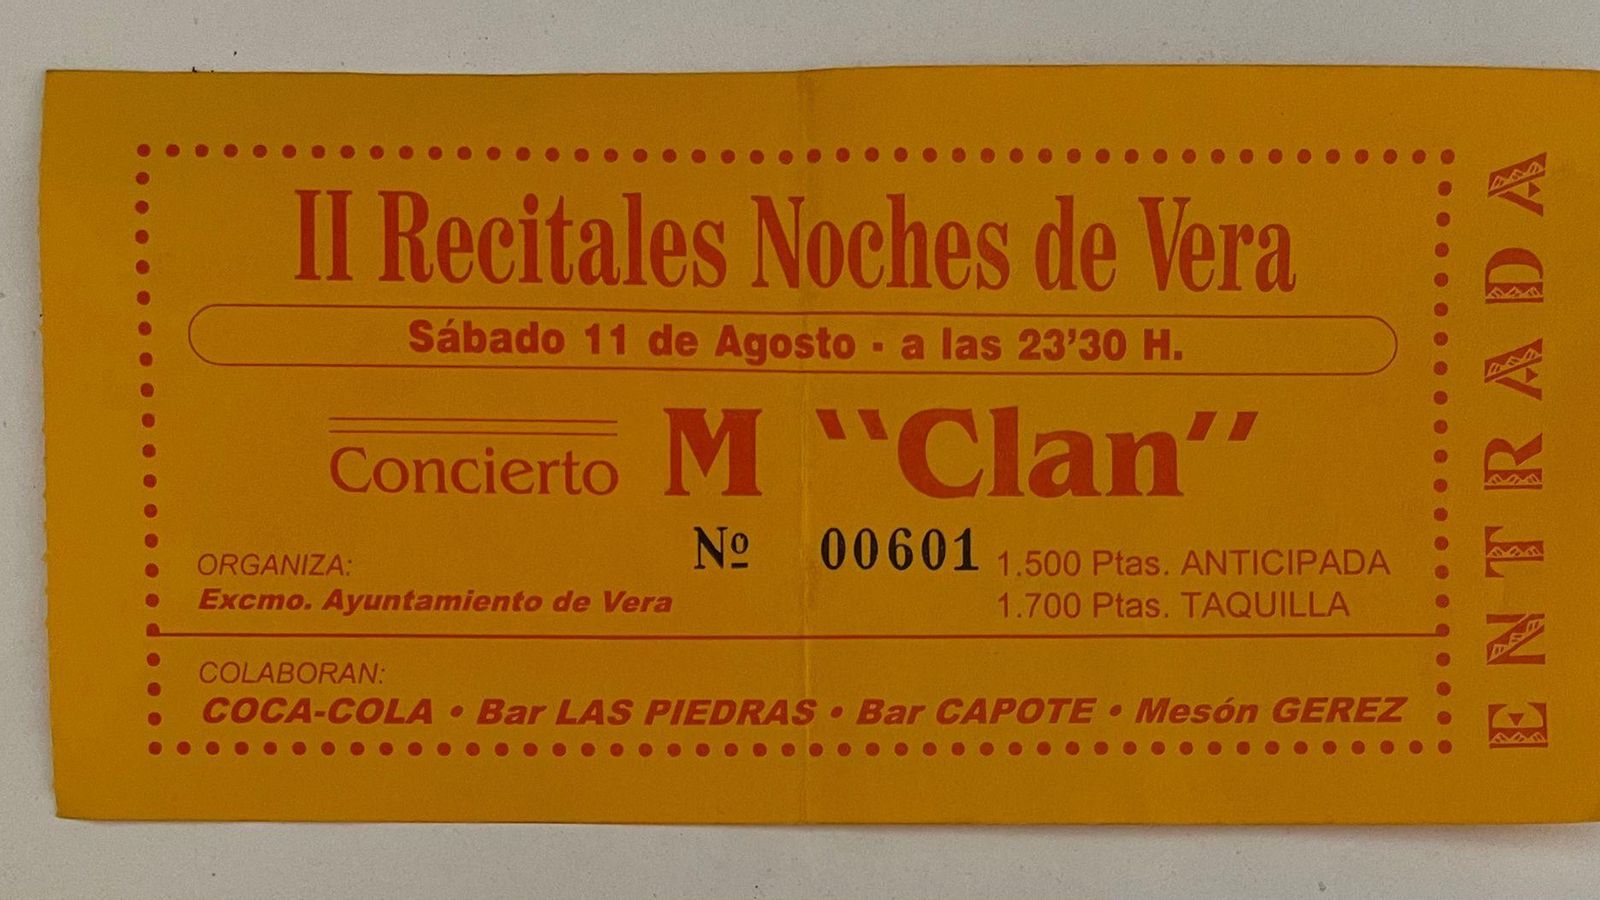 II Recitales Noches de Vera
Sábado 11 de Agosto - a las 23'30 H.
Concierto M "Clan"
Nº 00601
ORGANIZA:
Excmo. Ayuntamiento de Vera
1.500 Ptas. ANTICIPADA
1.700 Ptas. TAQUILLA
COLABORAN:
COCA-COLA • Bar LAS PIEDRAS • Bar CAPOTE • Mesón GEREZ
ENTRADA